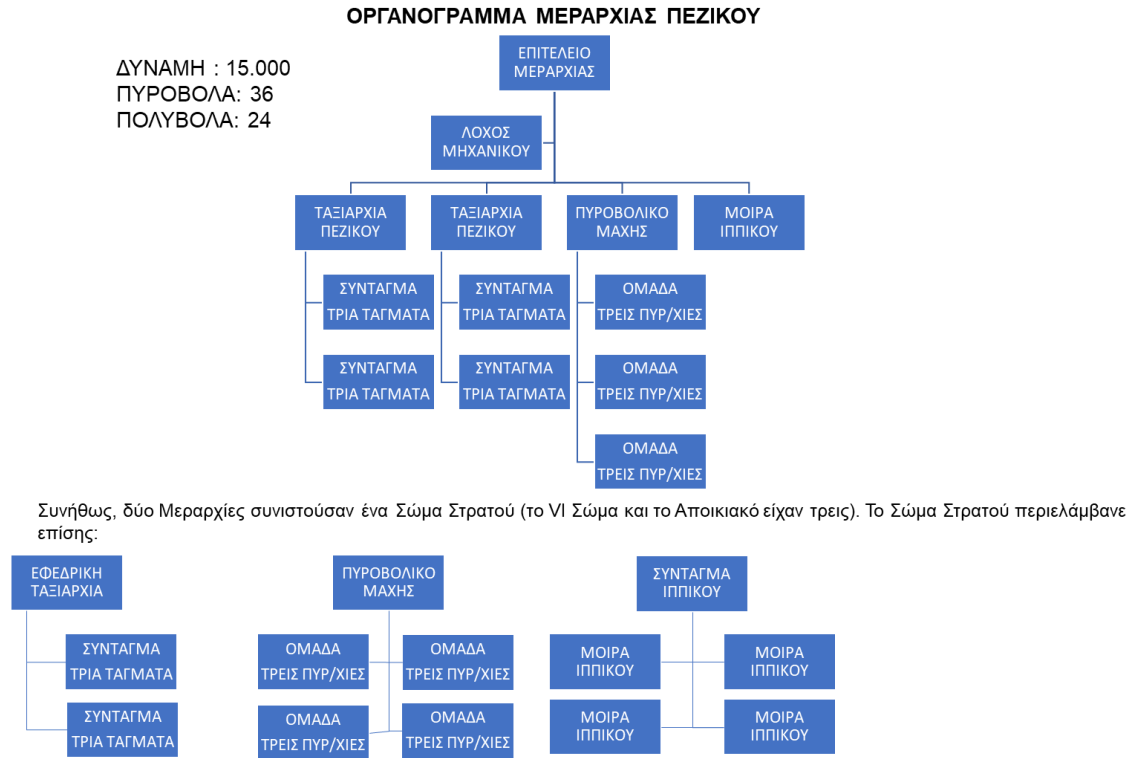 ΟΡΓΑΝΟΓΡΑΜΜΑ ΜΕΡΑΡΧΙΑΣ ΠΕΖΙΚΟΥ
ΔΥΝΑΜΗ : 15.000
ΠΥΡΟΒΟΛΑ: 36
ΠΟΛΥΒΟΛΑ: 24
ΕΠΙΤΕΛΕΙΟ
ΜΕΡΑΡΧΙΑΣ
ΛΟΧΟΣ
ΜΗΧΑΝΙΚΟΥ
ΤΑΞΙΑΡΧΙΑ
ΠΕΖΙΚΟΥ
ΤΑΞΙΑΡΧΙΑ
ΠΕΖΙΚΟΥ
ΠΥΡΟΒΟΛΙΚΟ
ΜΑΧΗΣ
ΜΟΙΡΑ
ΙΠΠΙΚΟΥ
ΣΥΝΤΑΓΜΑ
ΤΡΙΑ ΤΑΓΜΑΤΑ
ΣΥΝΤΑΓΜΑ
ΤΡΙΑ ΤΑΓΜΑΤΑ
ΟΜΑΔΑ
ΤΡΕΙΣ ΠΥΡ/ΧΙΕΣ
ΣΥΝΤΑΓΜΑ
ΤΡΙΑ ΤΑΓΜΑΤΑ
ΣΥΝΤΑΓΜΑ
ΤΡΙΑ ΤΑΓΜΑΤΑ
ΟΜΑΔΑ
ΤΡΕΙΣ ΠΥΡ/ΧΙΕΣ
ΟΜΑΔΑ
ΤΡΕΙΣ ΠΥΡ/ΧΙΕΣ
Συνήθως, δύο Μεραρχίες συνιστούσαν ένα Σώμα Στρατού (το VI Σώμα και το Αποικιακό είχαν τρεις). Το Σώμα Στρατού περιελάμβανε
επίσης:
ΕΦΕΔΡΙΚΗ
ΤΑΞΙΑΡΧΙΑ
ΠΥΡΟΒΟΛΙΚΟ
ΜΑΧΗΣ
ΣΥΝΤΑΓΜΑ
ΙΠΠΙΚΟΥ
ΣΥΝΤΑΓΜΑ
ΤΡΙΑ ΤΑΓΜΑΤΑ
ΟΜΑΔΑ
ΤΡΕΙΣ ΠΥΡ/ΧΙΕΣ
ΟΜΑΔΑ
ΤΡΕΙΣ ΠΥΡ/ΧΙΕΣ
ΜΟΙΡΑ
ΙΠΠΙΚΟΥ
ΜΟΙΡΑ
ΙΠΠΙΚΟΥ
ΣΥΝΤΑΓΜΑ
ΤΡΙΑ ΤΑΓΜΑΤΑ
ΟΜΑΔΑ
ΤΡΕΙΣ ΠΥΡ/ΧΙΕΣ
ΟΜΑΔΑ
ΤΡΕΙΣ ΠΥΡ/ΧΙΕΣ
ΜΟΙΡΑ
ΙΠΠΙΚΟΥ
ΜΟΙΡΑ
ΙΠΠΙΚΟΥ